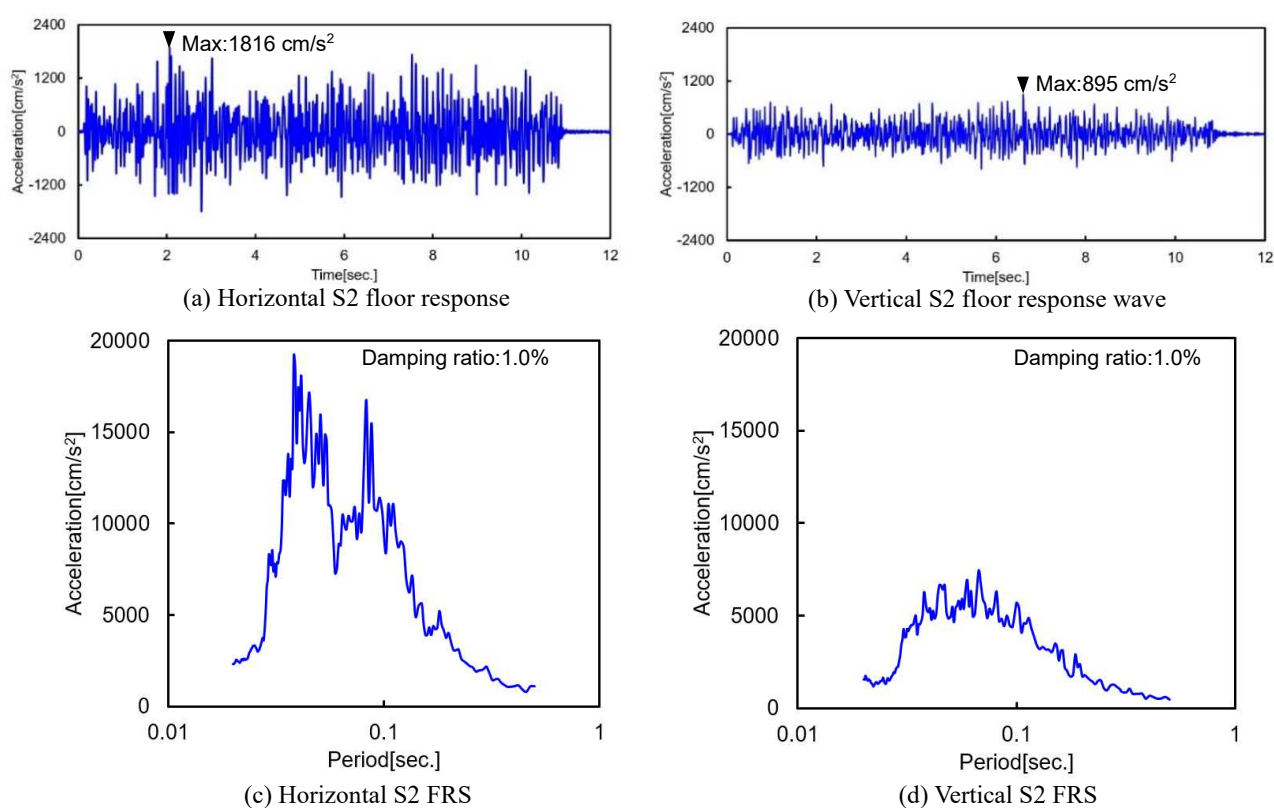 2400
1200
0
-1200
-2400
Acceleration[cm/s²]
Max:1816 cm/s²
0 2 4 6 8 10 12
Time[sec.]
(a) Horizontal S2 floor response
2400
1200
0
-1200
-2400
Acceleration[cm/s²]
Max:895 cm/s²
0 2 4 6 8 10 12
Time[sec.]
(b) Vertical S2 floor response wave
20000
15000
10000
5000
0
Acceleration[cm/s²]
Damping ratio:1.0%
0.01 0.1 1
Period[sec.]
(c) Horizontal S2 FRS
20000
15000
10000
5000
0
Acceleration[cm/s²]
Damping ratio:1.0%
0.01 0.1 1
Period[sec.]
(d) Vertical S2 FRS